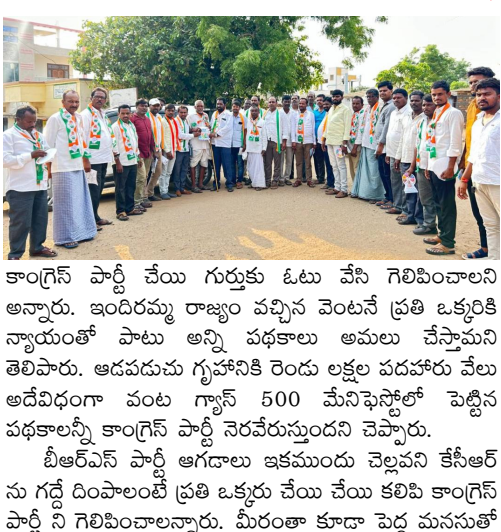 కాంగ్రెస్ పార్టీ చేయి గుర్తుకు ఓటు వేసి గెలిపించాలని
అన్నారు. ఇందిరమ్మ రాజ్యం వచ్చిన వెంటనే ప్రతి ఒక్కరికి
న్యాయంతో పాటు అన్ని పథకాలు అమలు చేస్తామని
తెలిపారు. ఆడపడుచు గృహానికి రెండు లక్షల పదహారు వేలు
అదేవిధంగా వంట గ్యాస్ 500 మేనిఫెస్టోలో పెట్టిన
పథకాలన్నీ కాంగ్రెస్ పార్టీ నెరవేరుస్తుందని చెప్పారు.
బీఆర్ఎస్ పార్టీ ఆగడాలు ఇకముందు చెల్లవని కేసీఆర్
ను గద్దే దింపాలంటే ప్రతి ఒక్కరు చేయి చేయి కలిపి కాంగ్రెస్
పార్టీ ని గెలిపించాలన్నారు. మీరంతా కూడా పెద్ద మనసుతో